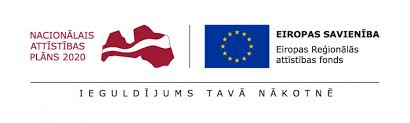 NACIONĀLAIS
ATTĪSTĪBAS
PLĀNS 2020
EIROPAS SAVIENĪBA
Eiropas Reģionālās
attīstības fonds
IEGULDĪJUMS TAVĀ NĀKOTNĒ